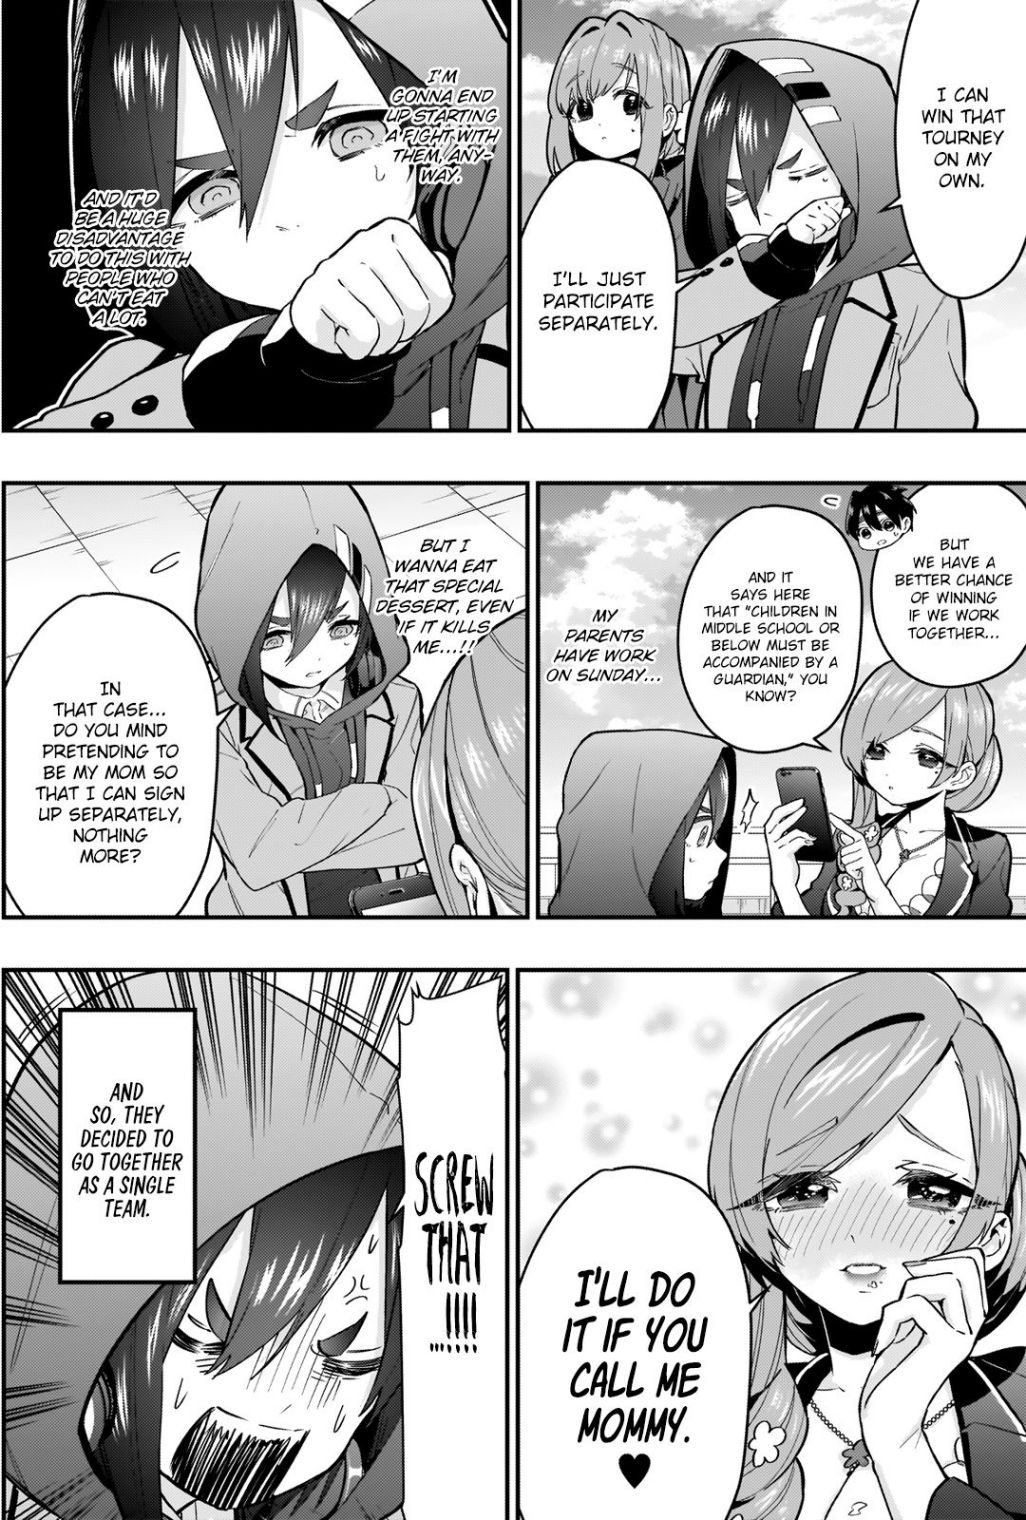 I CAN
WIN THAT
TOURNEY
ON MY
OWN.
I'LL JUST
PARTICIPATE
SEPARATELY.
I'M
GONNA END
UP STARTING
A FIGHT WITH
THEM, ANY-
WAY.
AND IT'D
BE A HUGE
DISADVANTAGE
TO DO THIS WITH
PEOPLE WHO
CAN'T EAT
A LOT.
BUT
WE HAVE A
BETTER CHANCE
OF WINNING
IF WE WORK
TOGETHER...
AND IT
SAYS HERE
THAT "CHILDREN IN
MIDDLE SCHOOL OR
BELOW MUST BE
ACCOMPANIED BY A
GUARDIAN," YOU
KNOW?
MY
PARENTS
HAVE WORK
ON SUNDAY...
BUT I
WANNA EAT
THAT SPECIAL
DESSERT, EVEN
IF IT KILLS
ME...!!
IN
THAT CASE...
DO YOU MIND
PRETENDING TO
BE MY MOM SO
THAT I CAN SIGN
UP SEPARATELY,
NOTHING
MORE?
I'LL DO
IT IF YOU
CALL ME
MOMMY.
♥
SCREW
THAT
...!!!!
AND
SO, THEY
DECIDED TO
GO TOGETHER
AS A SINGLE
TEAM.